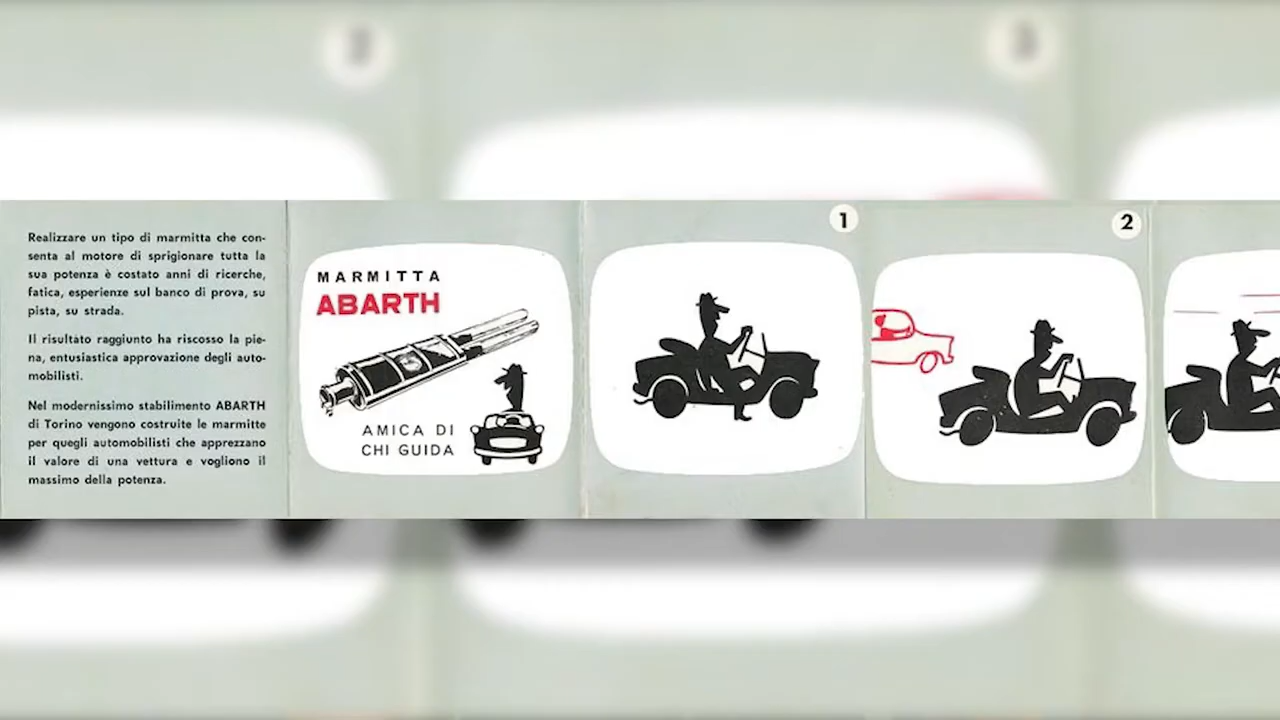 Realizzare un tipo di marmitta che con-
senta al motore di sprigionare tutta la
sua potenza è costato anni di ricerche,
fatica, esperienze sul banco di prova, su
pista, su strada.
Il risultato raggiunto ha riscosso la pie-
na, entusiastica approvazione degli auto-
mobilisti.
Nel modernissimo stabilimento ABARTH
di Torino vengono costruite le marmitte
per quegli automobilisti che apprezzano
il valore di una vettura e vogliono il
massimo della potenza.
MARMITTA
ABARTH
AMICA DI
CHI GUIDA
1
2